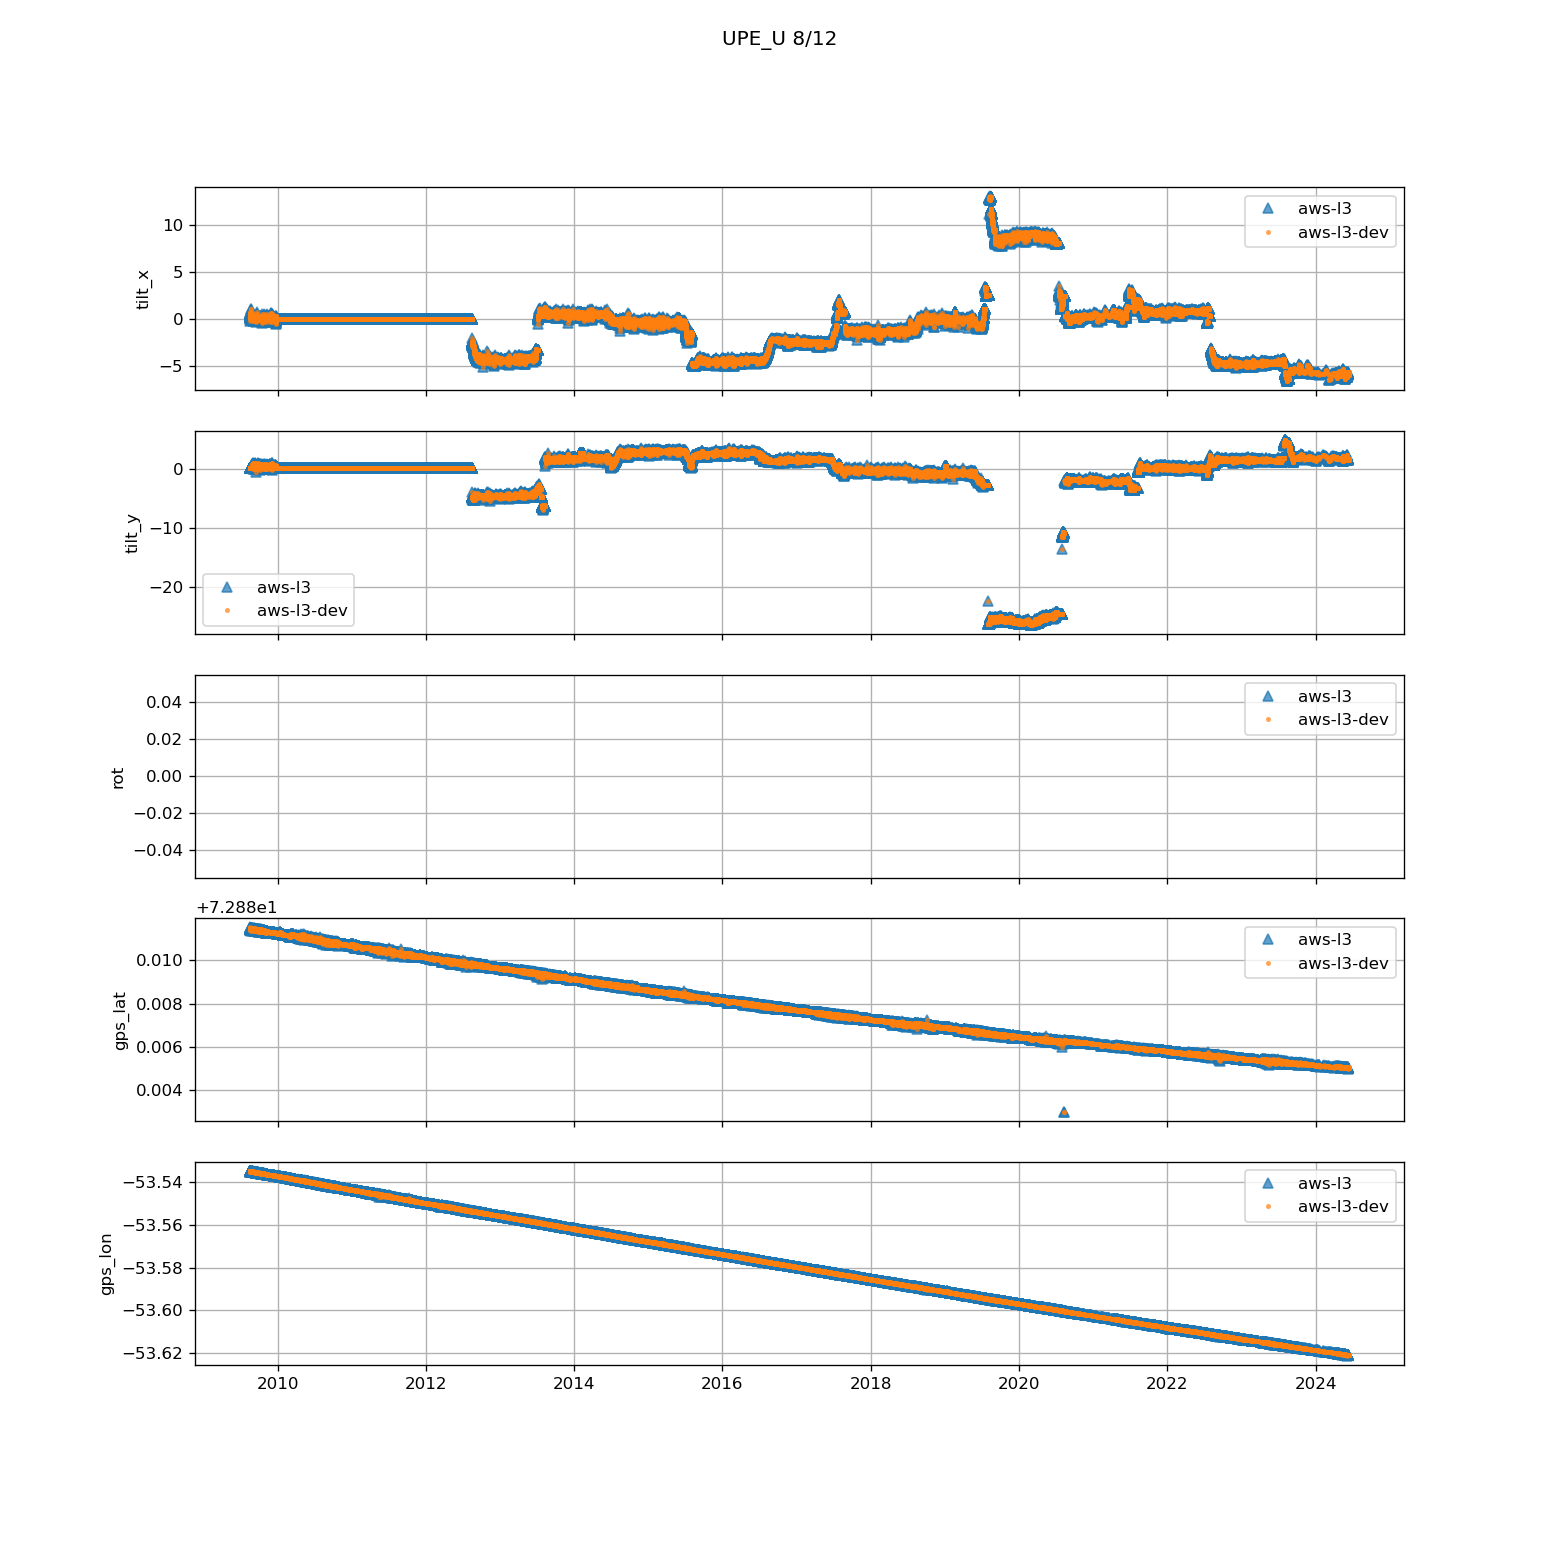 UPE_U 8/12
tilt_x
10
5
0
−5
aws-l3
aws-l3-dev
tilt_y
0
−10
−20
aws-l3
aws-l3-dev
rot
0.04
0.02
0.00
−0.02
−0.04
aws-l3
aws-l3-dev
+7.288e1
gps_lat
0.010
0.008
0.006
0.004
aws-l3
aws-l3-dev
gps_lon
−53.54
−53.56
−53.58
−53.60
−53.62
aws-l3
aws-l3-dev
2010 2012 2014 2016 2018 2020 2022 2024